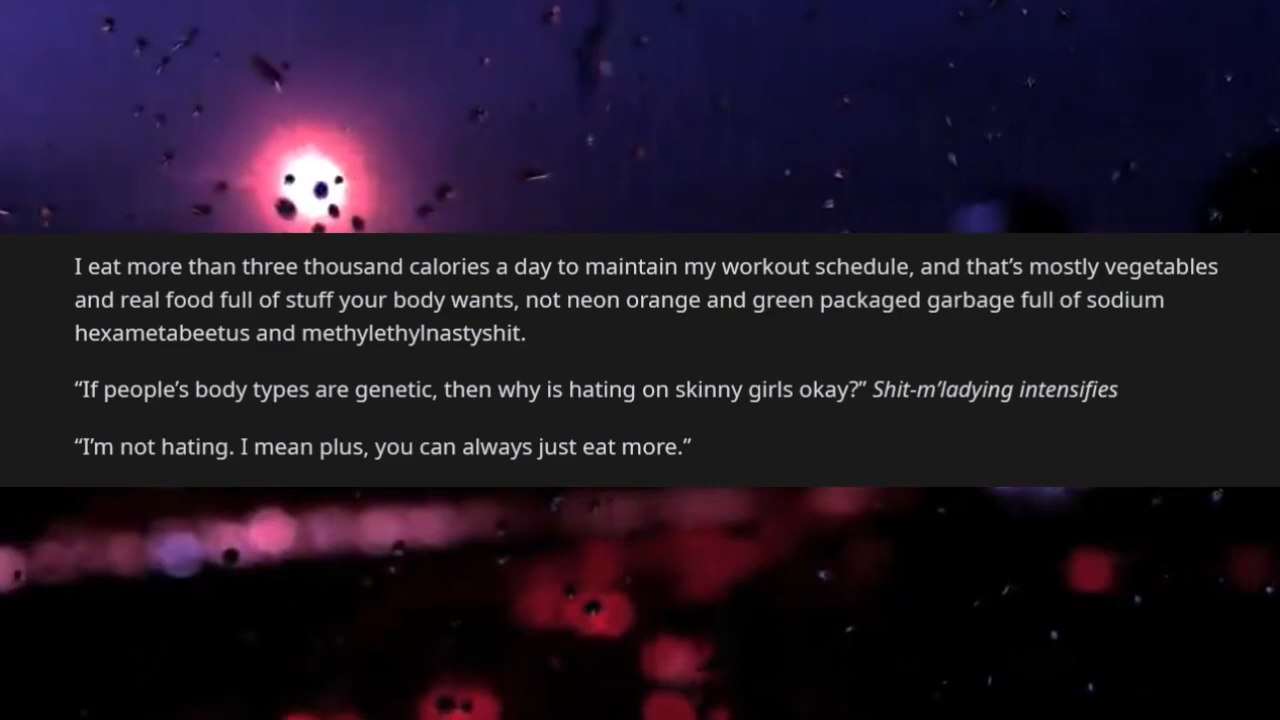 I eat more than three thousand calories a day to maintain my workout schedule, and that’s mostly vegetables
and real food full of stuff your body wants, not neon orange and green packaged garbage full of sodium
hexametabeetus and methylethylnastyshit.
“If people’s body types are genetic, then why is hating on skinny girls okay?” Shit-m’ladying intensifies
“I’m not hating. I mean plus, you can always just eat more.”